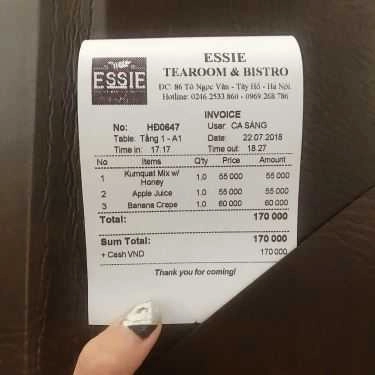 ESSIE
ESSIE
TEAROOM & BISTRO
ĐC: 86 Tô Ngọc Vân - Tây Hồ - Hà Nội
Hotline: 0246 2533 860 - 0969 268 786
INVOICE
No: HĐ0647 User: CA SÁNG
Table: Tầng 1 - A1 Date: 22.07.2018
Time in: 17:17 Time out: 18:27
No Items Q'ty Price Amount
1 Kumquat Mix w/ Honey 1,0 55 000 55 000
2 Apple Juice 1,0 55 000 55 000
3 Banana Crepe 1,0 60 000 60 000
Total: 170 000
Sum Total: 170 000
+ Cash VND 170 000
Thank you for coming!